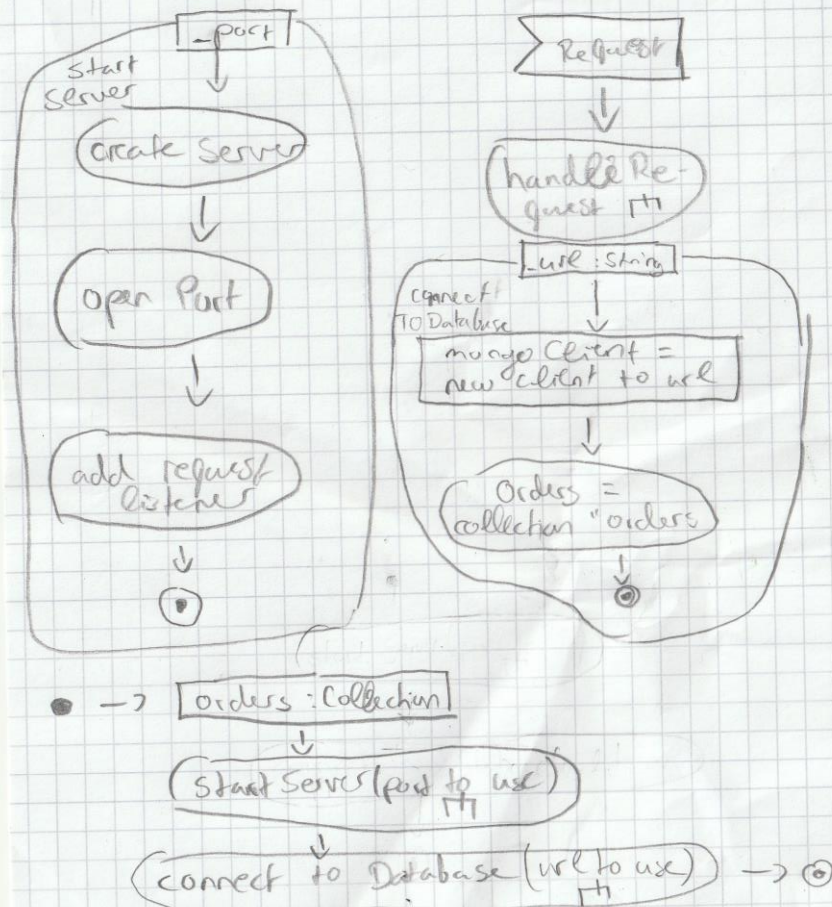 _port
start
server
create Server
open Port
add request
listener
Request
handle Re-
quest
_url : String
connect
TO Database
mongo Client =
new client to url
Orders =
collection "orders
orders : Collection
start Server (port to use)
connect to Database (url to use)